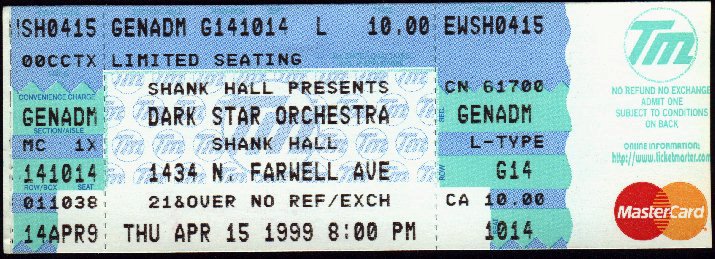 'SH0415 GENADM G141014 L 10.00 EWSH0415
00CCTX LIMITED SEATING
SHANK HALL PRESENTS CN 61700
CONVENIENCE CHARGE
GENADM DARK STAR ORCHESTRA GENADM
SECTION/AISLE
MC 1X SHANK HALL L-TYPE
141014 1434 N. FARWELL AVE G14
ROW/BOX SEAT
011038 21&OVER NO REF/EXCH CA 10.00
14APR9 THU APR 15 1999 8:00 PM 1014
Tm
NO REFUND NO EXCHANGE
ADMIT ONE
SUBJECT TO CONDITIONS
ON BACK
ONLINE INFORMATION:
http://www.ticketmaster.com
MasterCard